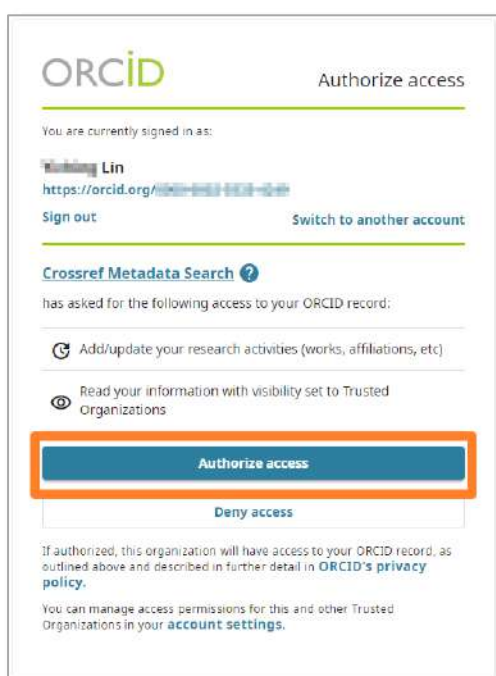 ORCiD
Authorize access
You are currently signed in as:
Lin
https://orcid.org/
Sign out
Switch to another account
Crossref Metadata Search ?
has asked for the following access to your ORCID record:
Add/update your research activities (works, affiliations, etc)
Read your information with visibility set to Trusted
Organizations
Authorize access
Deny access
If authorized, this organization will have access to your ORCID record, as
outlined above and described in further detail in ORCID's privacy
policy.
You can manage access permissions for this and other Trusted
Organizations in your account settings.